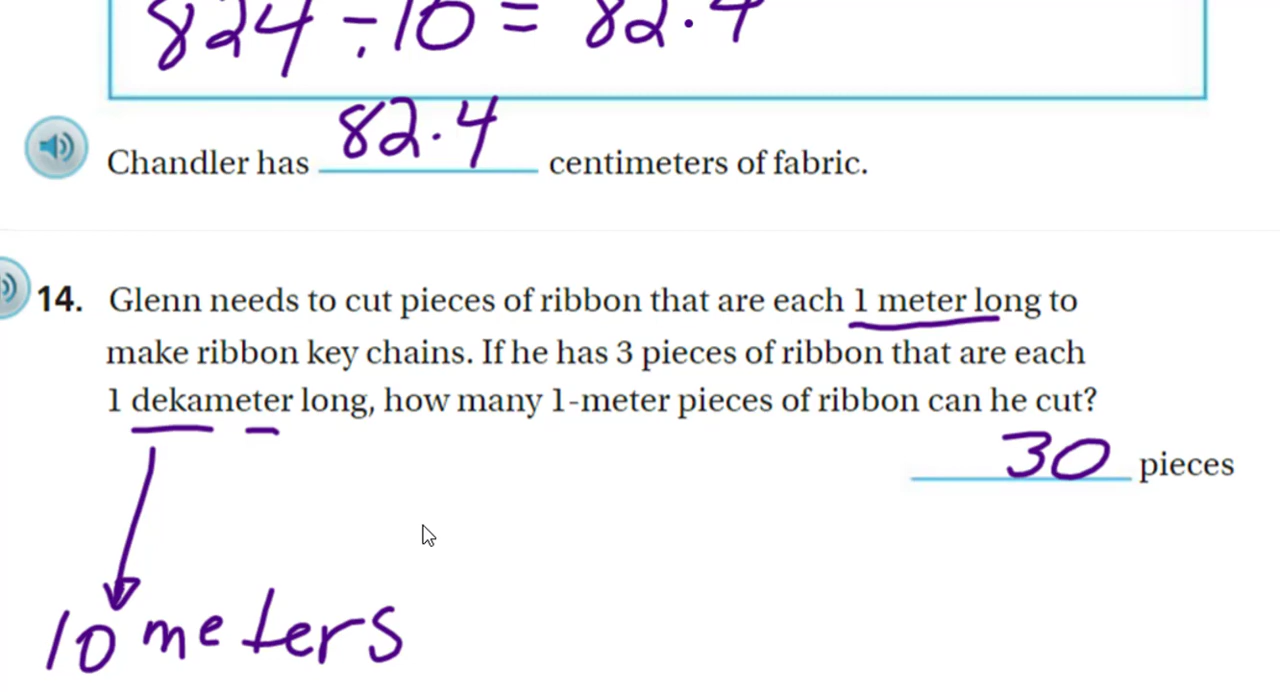 824 ÷ 10 = 82.4
Chandler has 82.4 centimeters of fabric.
14. Glenn needs to cut pieces of ribbon that are each 1 meter long to
make ribbon key chains. If he has 3 pieces of ribbon that are each
1 dekameter long, how many 1-meter pieces of ribbon can he cut?
30 pieces
10 meters